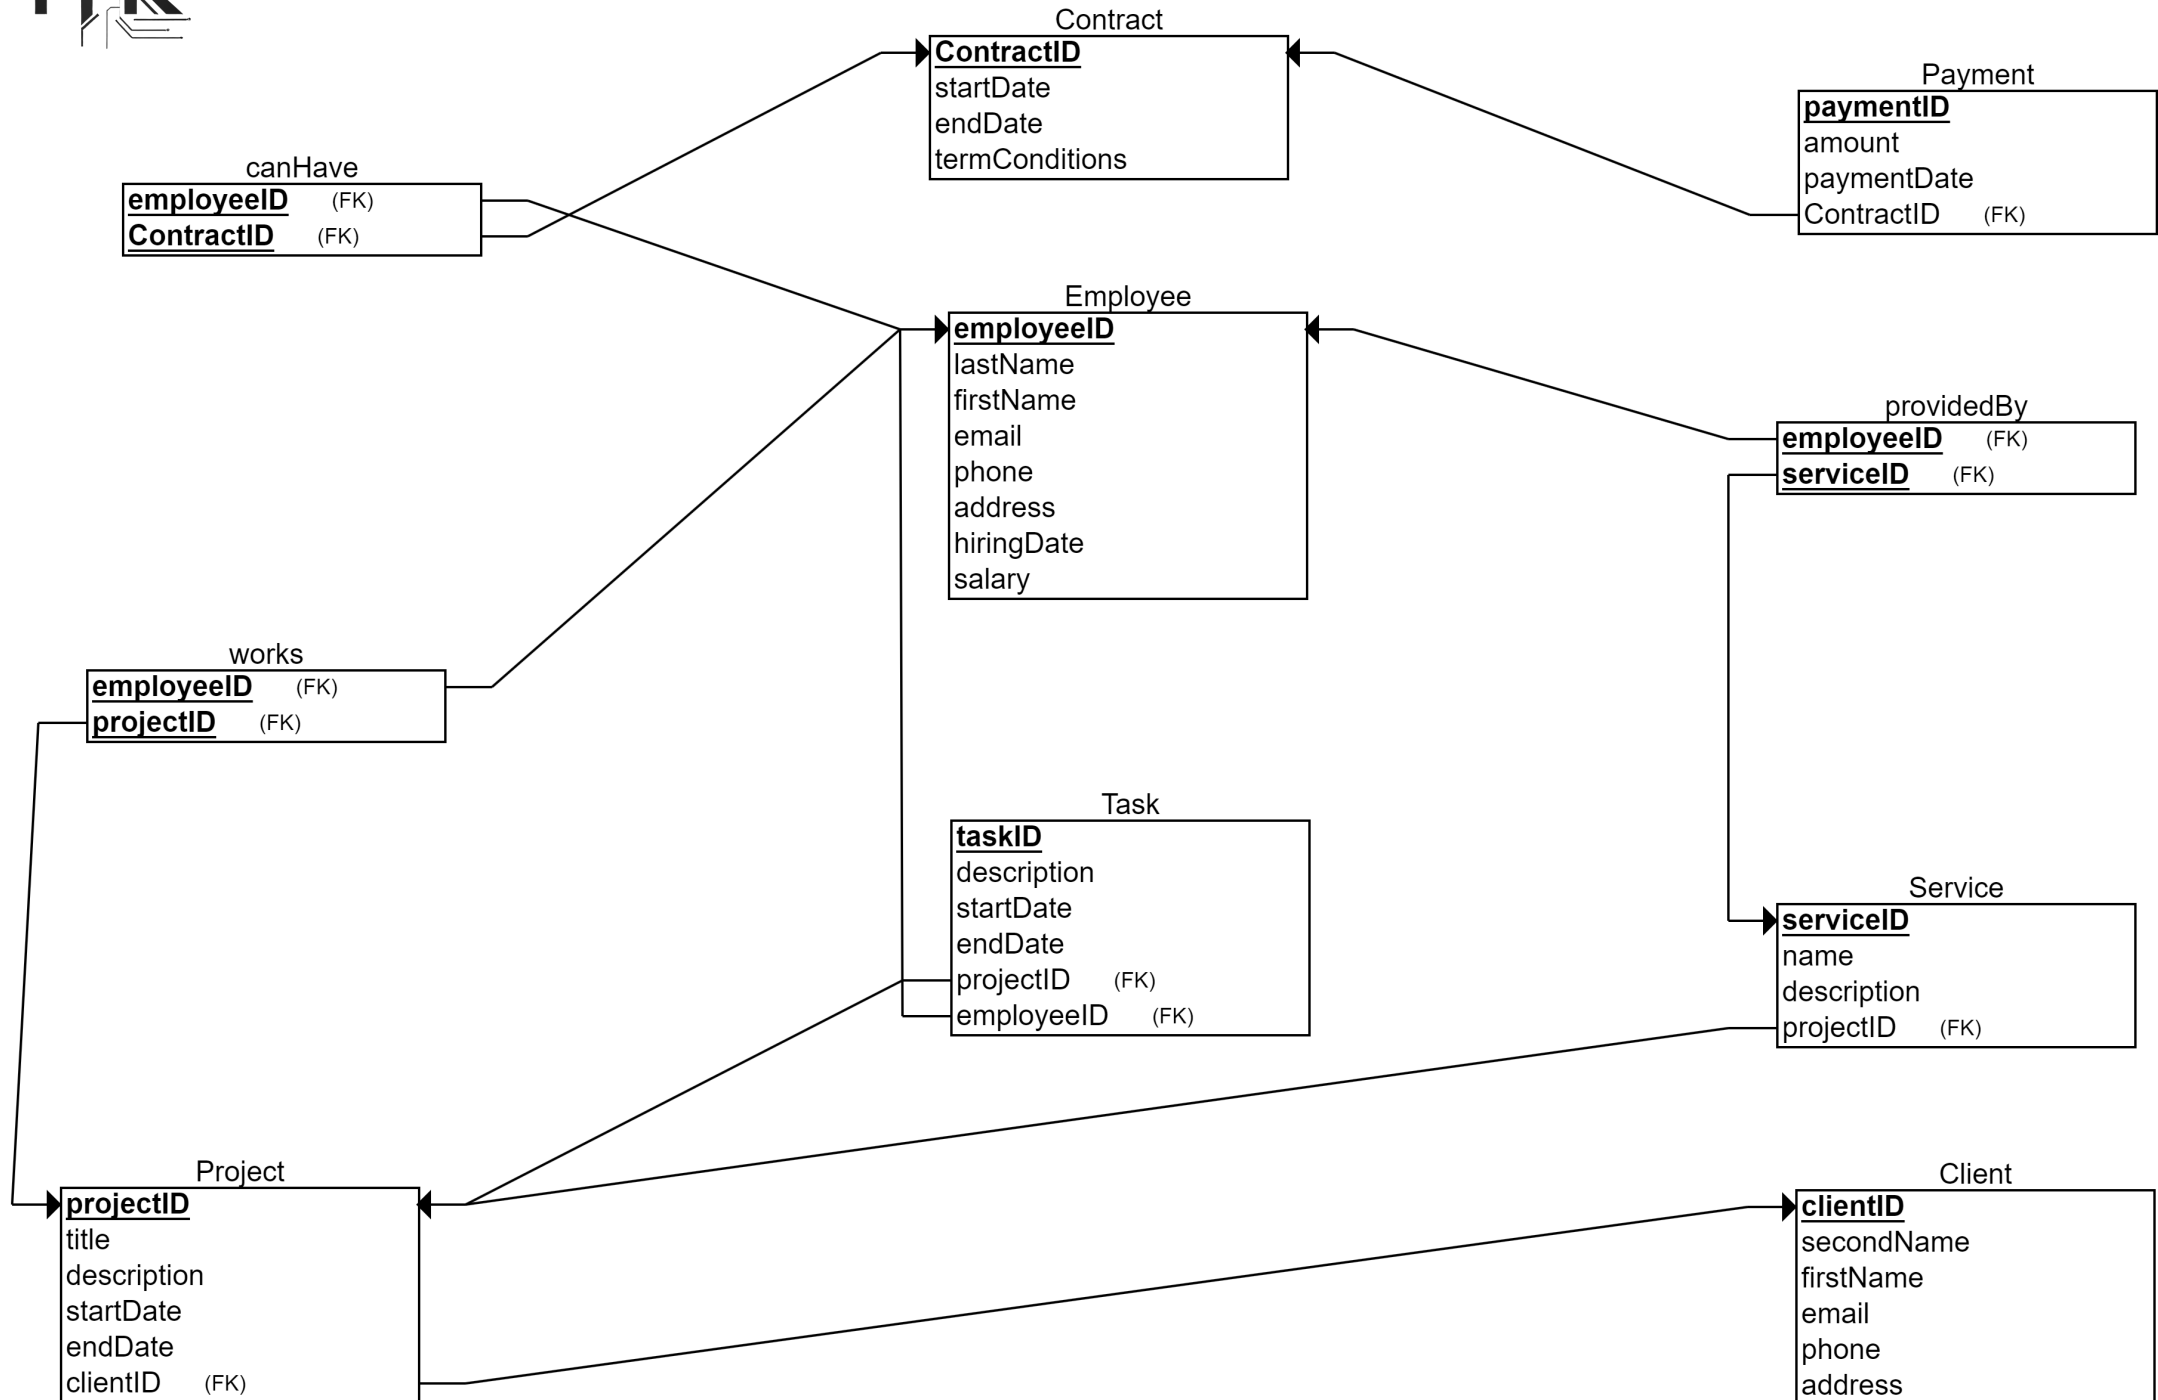 Contract
ContractID
startDate
endDate
termConditions
Payment
paymentID
amount
paymentDate
ContractID (FK)
canHave
employeeID (FK)
ContractID (FK)
Employee
employeeID
lastName
firstName
email
phone
address
hiringDate
salary
providedBy
employeeID (FK)
serviceID (FK)
works
employeeID (FK)
projectID (FK)
Task
taskID
description
startDate
endDate
projectID (FK)
employeeID (FK)
Service
serviceID
name
description
projectID (FK)
Project
projectID
title
description
startDate
endDate
clientID (FK)
Client
clientID
secondName
firstName
email
phone
address